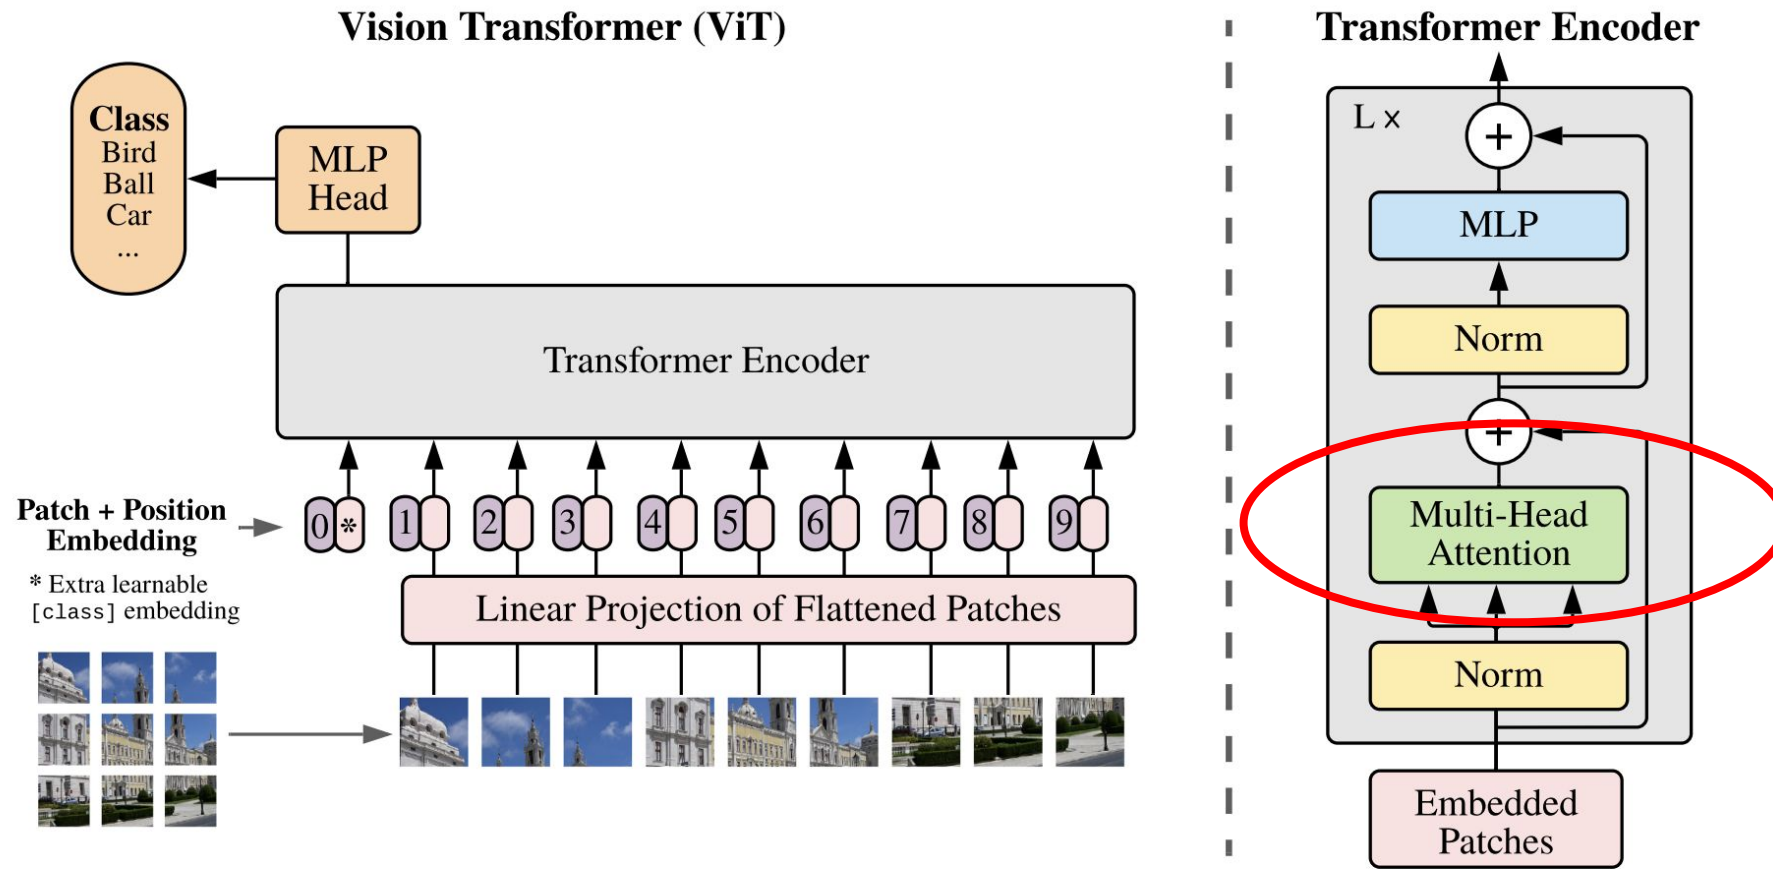 Vision Transformer (ViT)
Class
Bird
Ball
Car
...
MLP
Head
Transformer Encoder
Patch + Position
Embedding
0 * 1 2 3 4 5 6 7 8 9
* Extra learnable
[class] embedding
Linear Projection of Flattened Patches
Transformer Encoder
L ×
+
MLP
Norm
+
Multi-Head
Attention
Norm
Embedded
Patches